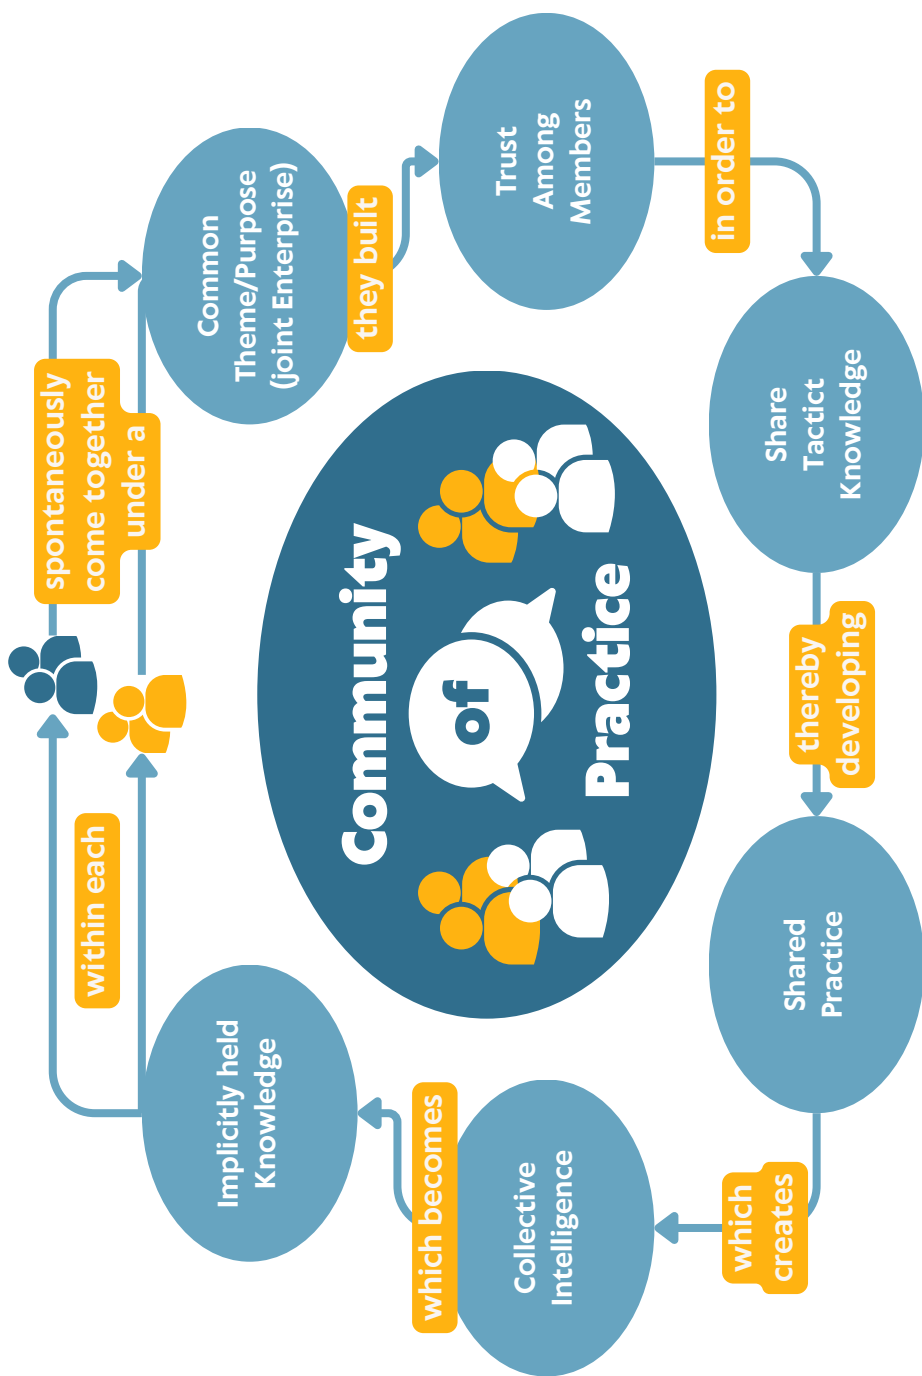 spontaneously
come together
under a
Common
Theme/Purpose
(joint Enterprise)
they built
Trust
Among
Members
in order to
Share
Tactict
Knowledge
thereby
developing
Shared
Practice
which
creates
Collective
Intelligence
which becomes
Implicitly held
Knowledge
within each
Community
of
Practice